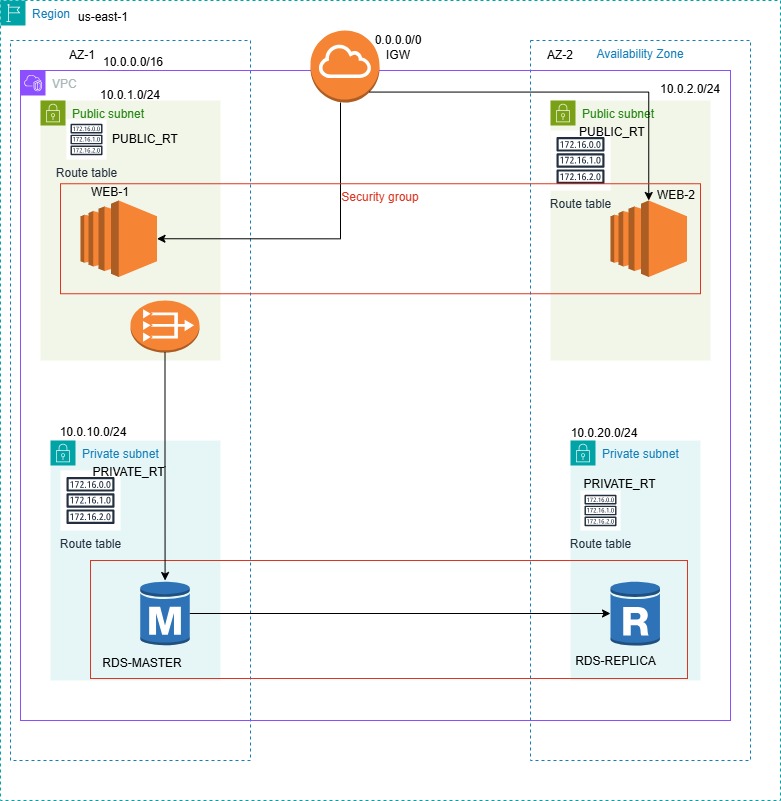 Region us-east-1
0.0.0.0/0
IGW
AZ-1 10.0.0.0/16
AZ-2 Availability Zone
VPC
10.0.1.0/24
10.0.2.0/24
Public subnet
172.16.0.0
172.16.1.0
172.16.2.0
PUBLIC_RT
Route table
Public subnet
PUBLIC_RT
172.16.0.0
172.16.1.0
172.16.2.0
Route table
WEB-1
Security group
WEB-2
10.0.10.0/24
Private subnet
PRIVATE_RT
172.16.0.0
172.16.1.0
172.16.2.0
Route table
10.0.20.0/24
Private subnet
PRIVATE_RT
172.16.0.0
172.16.1.0
172.16.2.0
Route table
M
RDS-MASTER
R
RDS-REPLICA